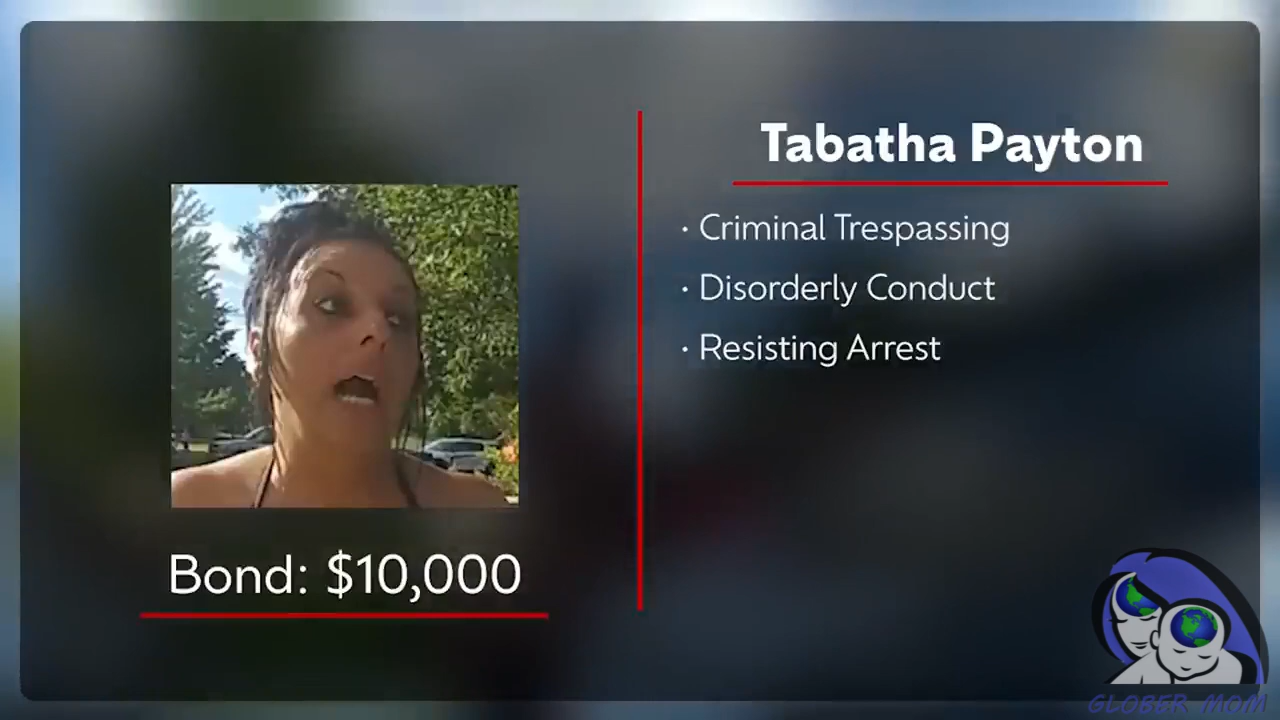 Tabatha Payton
· Criminal Trespassing
· Disorderly Conduct
· Resisting Arrest
Bond: $10,000
GLOBER MOM